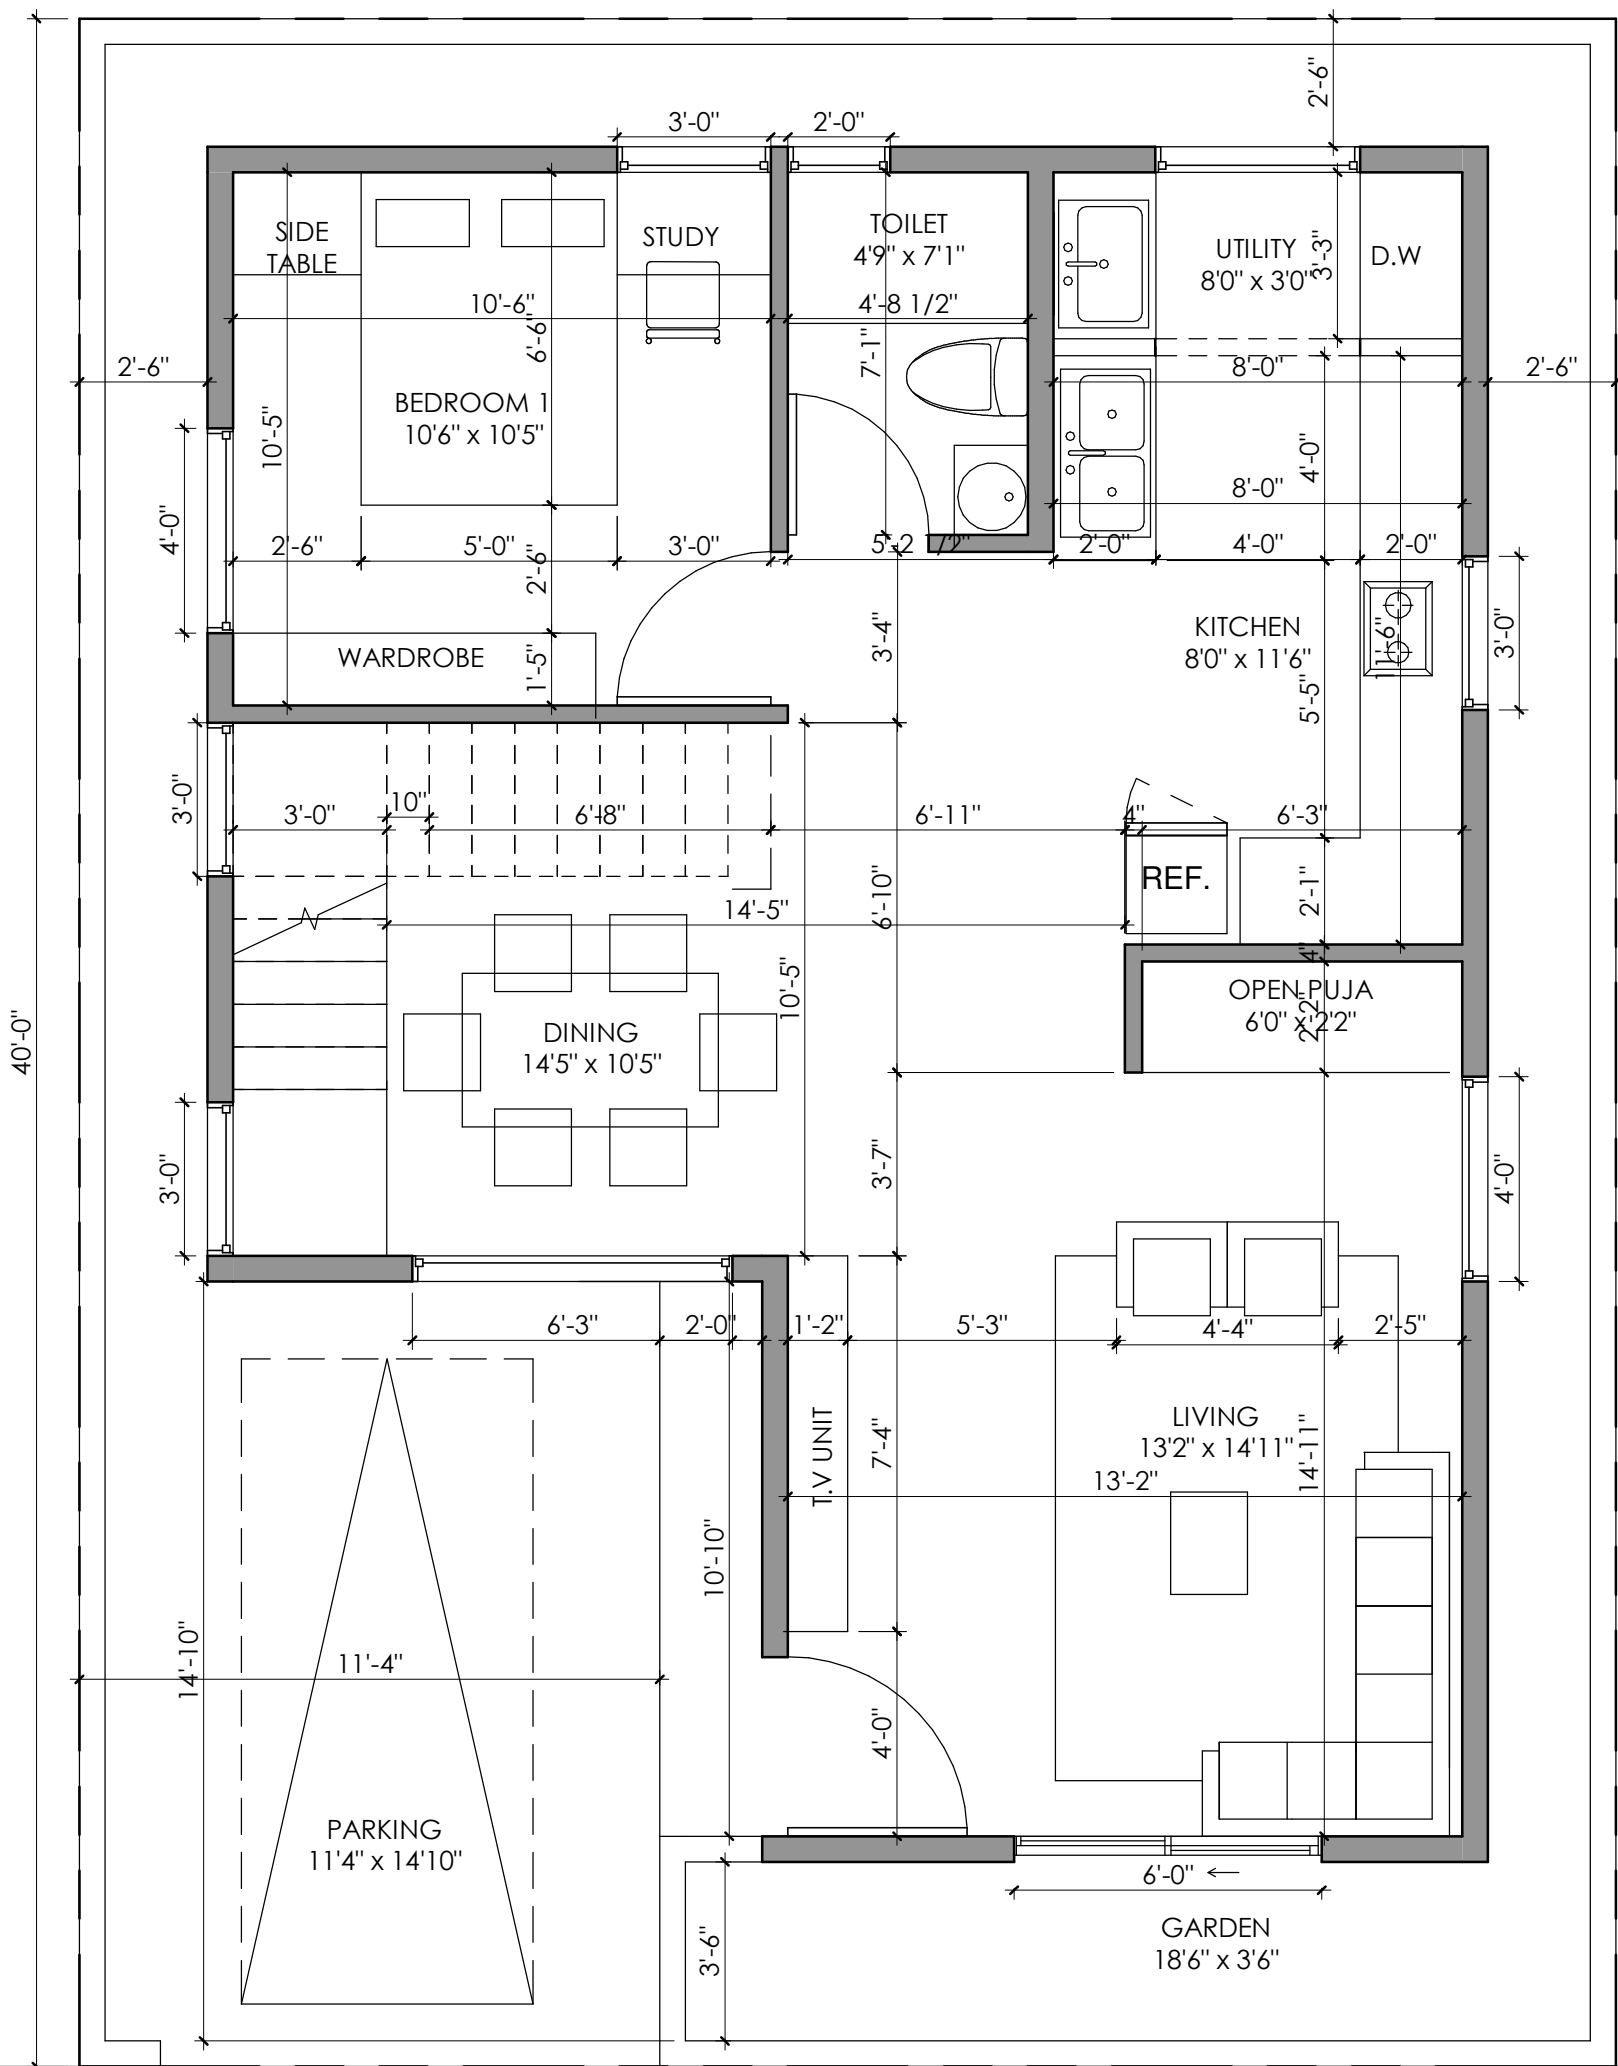 2'-6"
3'-0"
2'-0"
SIDE
TABLE
STUDY
TOILET
4'9" x 7'1"
UTILITY
8'0" x 3'0"
3'-3"
D.W
10'-6"
6'-6"
4'-8 1/2"
7'-1"
2'-6"
8'-0"
2'-6"
BEDROOM 1
10'6" x 10'5"
10'-5"
4'-0"
8'-0"
4'-0"
2'-6"
5'-0"
3'-0"
5'-2 1/2"
2'-0"
4'-0"
2'-0"
2'-6"
WARDROBE
1'-5"
3'-4"
KITCHEN
8'0" x 11'6"
11'-6"
3'-0"
5'-5"
3'-0"
3'-0"
10"
6'-8"
6'-11"
4"
6'-3"
REF.
2'-1"
14'-5"
6'-10"
4"
10'-5"
OPEN PUJA
6'0" x 2'2"
2'-2"
40'-0"
DINING
14'5" x 10'5"
3'-0"
3'-7"
4'-0"
6'-3"
2'-0"
1'-2"
5'-3"
4'-4"
2'-5"
T.V UNIT
7'-4"
LIVING
13'2" x 14'11"
14'-11"
13'-2"
10'-10"
14'-10"
11'-4"
4'-0"
PARKING
11'4" x 14'10"
6'-0"
3'-6"
GARDEN
18'6" x 3'6"